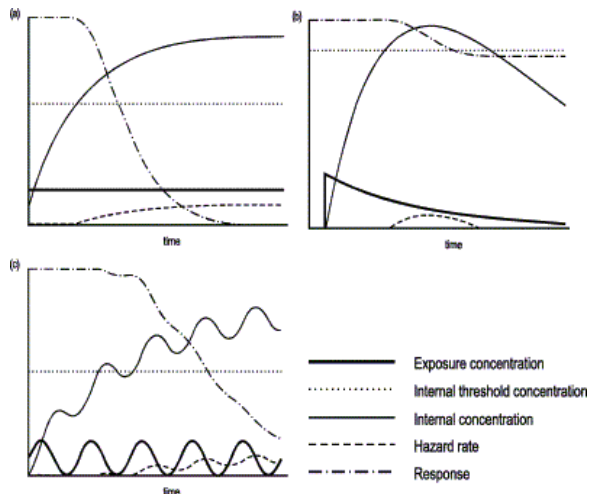 (a)
(b)
time
time
(c)
time
Exposure concentration
Internal threshold concentration
Internal concentration
Hazard rate
Response